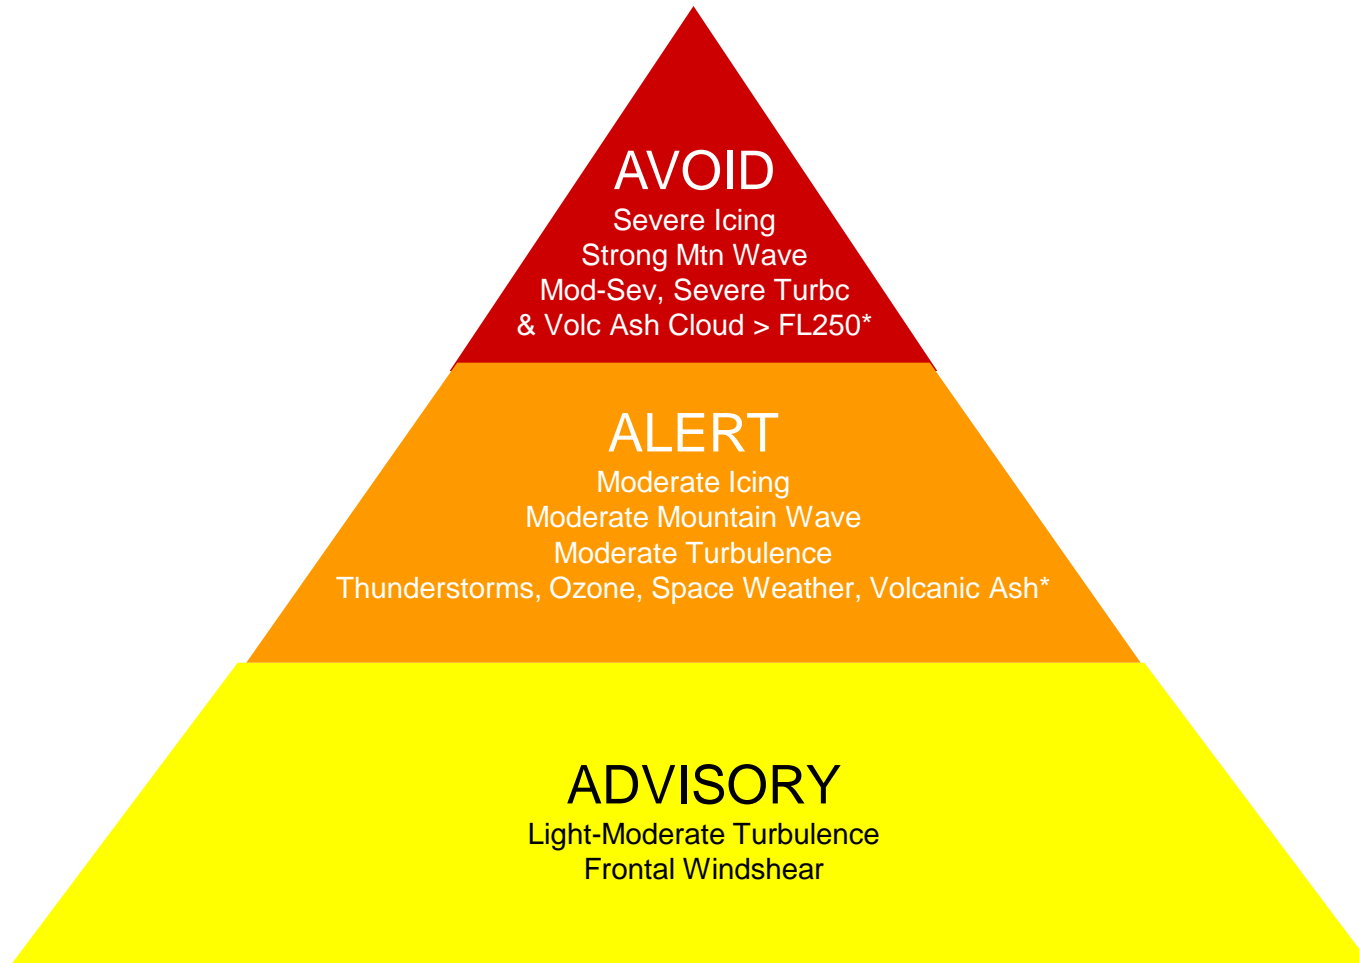 AVOID
Severe Icing
Strong Mtn Wave
Mod-Sev, Severe Turbc
& Volc Ash Cloud > FL250*
ALERT
Moderate Icing
Moderate Mountain Wave
Moderate Turbulence
Thunderstorms, Ozone, Space Weather, Volcanic Ash*
ADVISORY
Light-Moderate Turbulence
Frontal Windshear